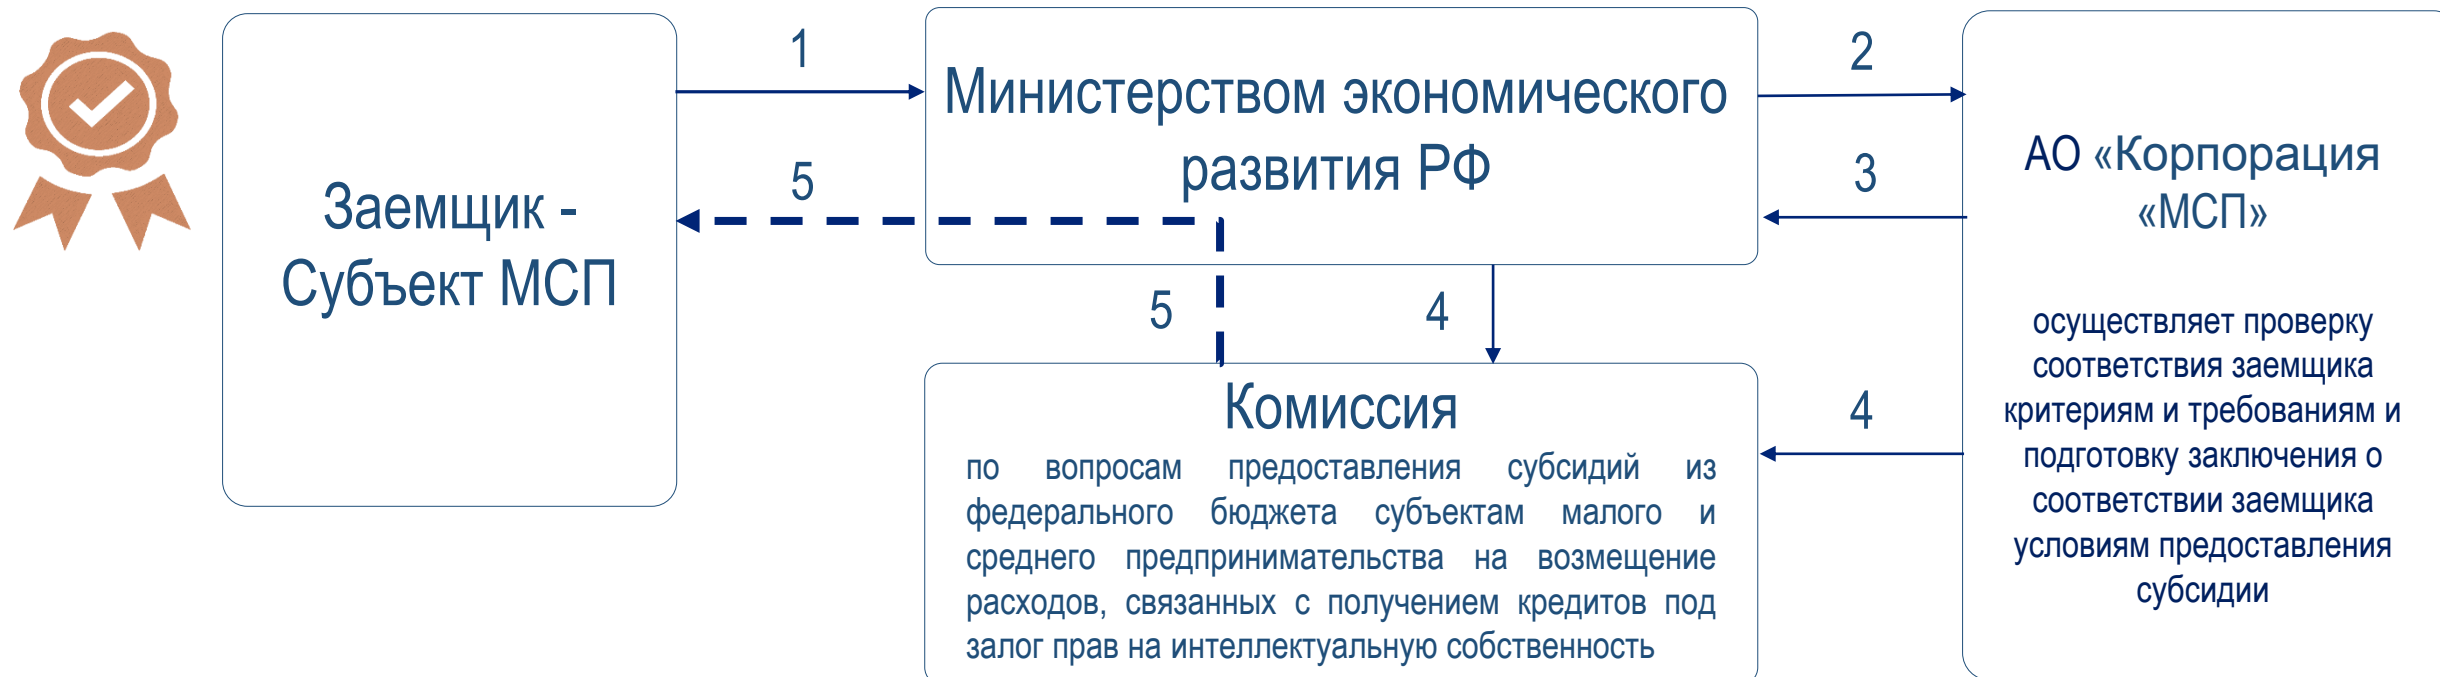 Заемщик -
Субъект МСП
1
5
Министерством экономического
развития РФ
2
3
5
4
4
Комиссия
по вопросам предоставления субсидий из
федерального бюджета субъектам малого и
среднего предпринимательства на возмещение
расходов, связанных с получением кредитов под
залог прав на интеллектуальную собственность
АО «Корпорация
«МСП»
осуществляет проверку
соответствия заемщика
критериям и требованиям и
подготовку заключения о
соответствии заемщика
условиям предоставления
субсидии